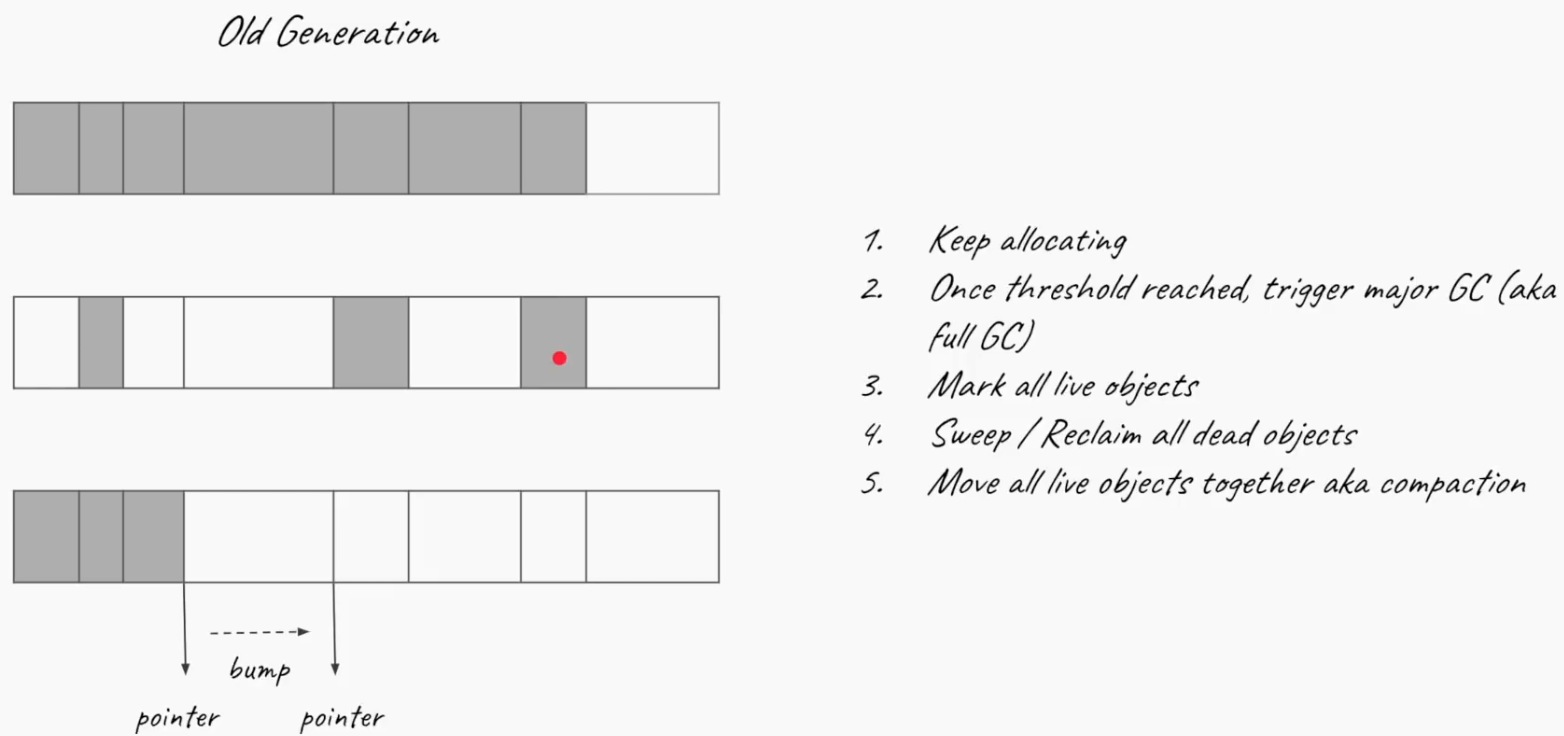 Old Generation
1. Keep allocating
2. Once threshold reached, trigger major GC (aka
full GC)
3. Mark all live objects
4. Sweep / Reclaim all dead objects
5. Move all live objects together aka compaction
bump
pointer pointer